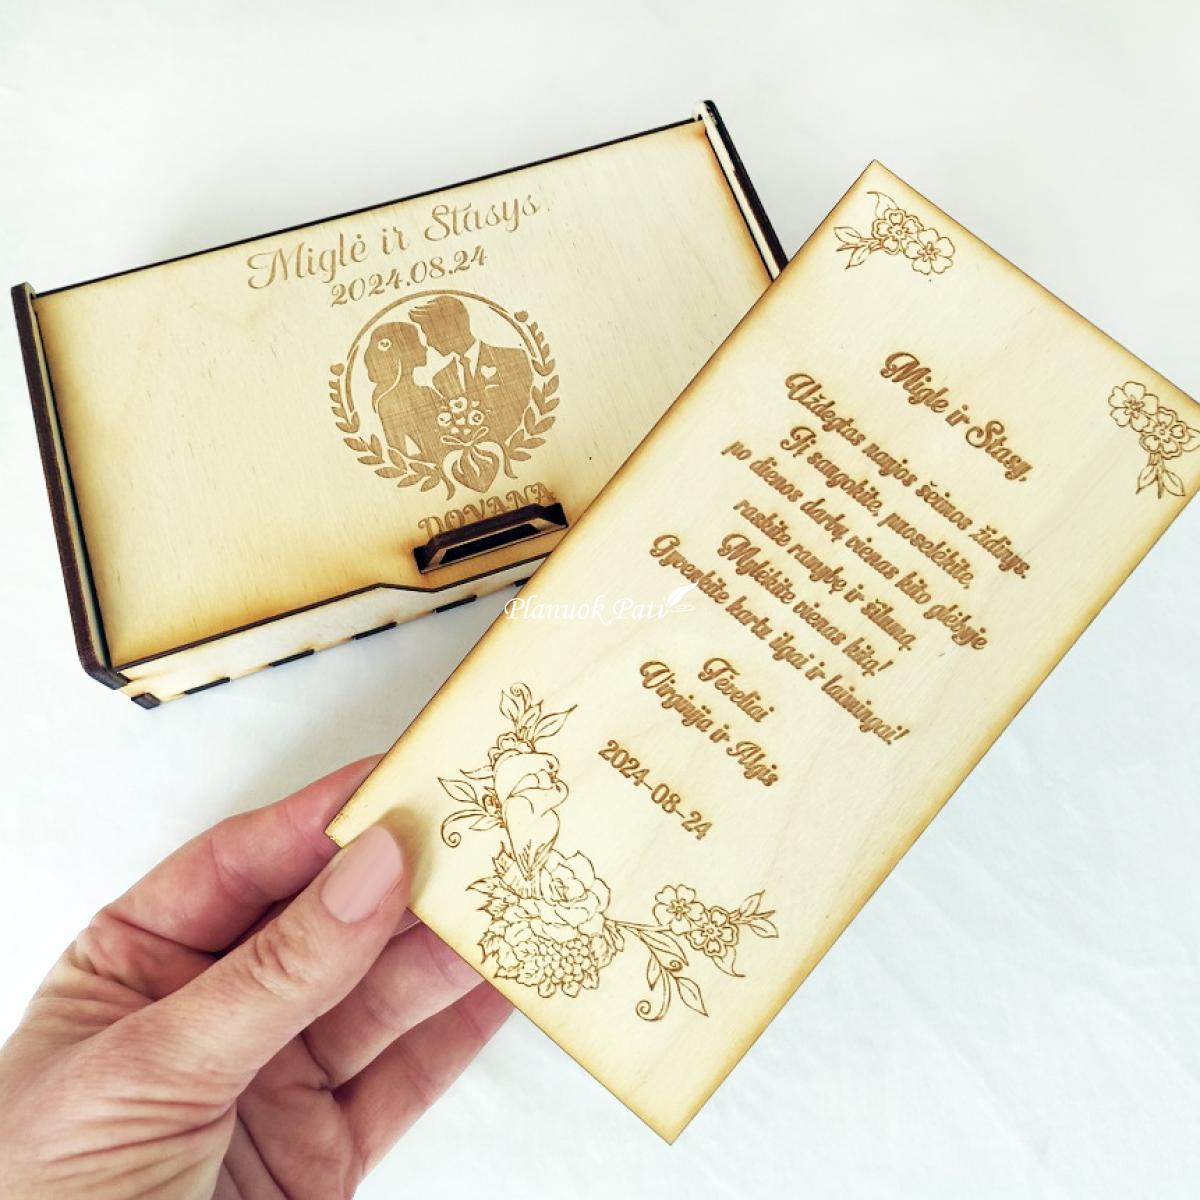 Miglė ir Stasys
2024.08.24
DOVANA
Migle ir Stasy,
Uždegtas naujos šeimos židinys.
Jį saugokite, puoselėkite,
po dienos darbų vienas kito glėbyje
raskite ramybę ir šilumą.
Mylėkite vienas kitą!
Gyvenkite kartu ilgai ir laimingai!
Tėveliai
Virginija ir Algis
2024-08-24
Planuok Pati